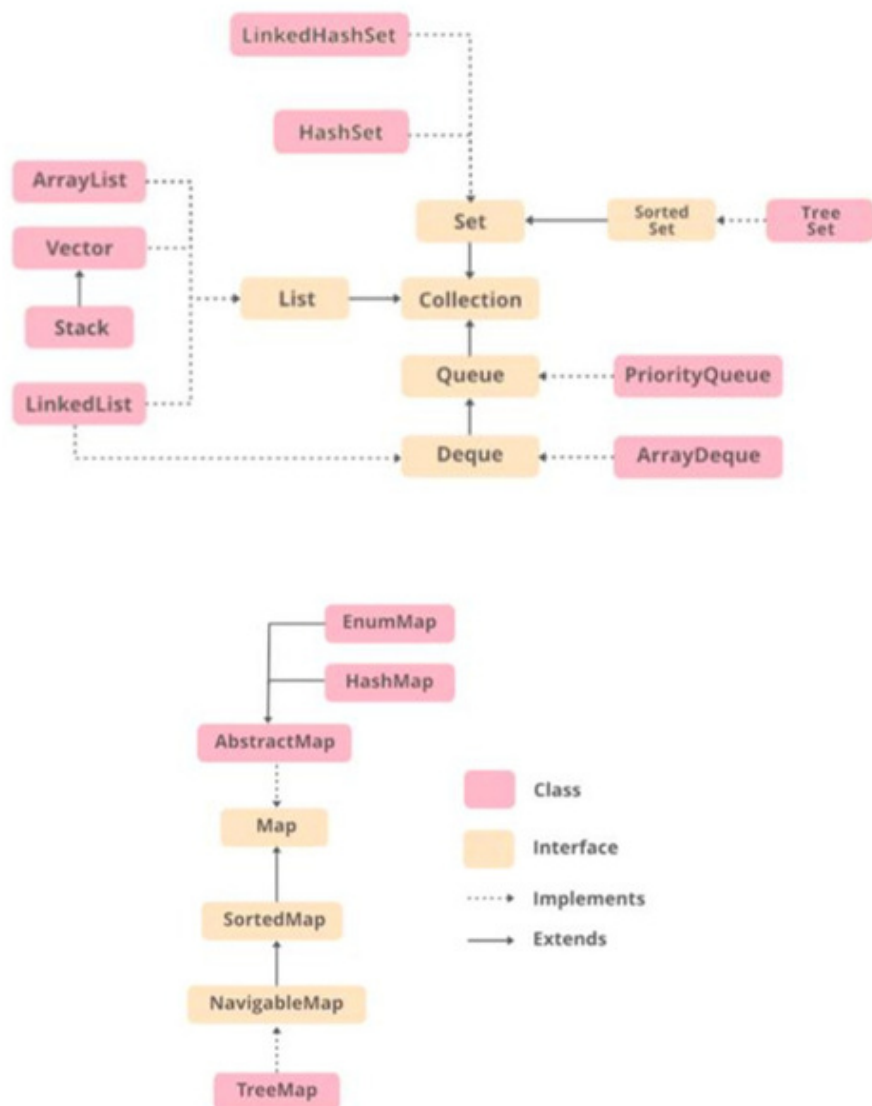 LinkedHashSet
HashSet
ArrayList
Vector
Stack
LinkedList
List
Set
Sorted
Set
Tree
Set
Collection
Queue
PriorityQueue
Deque
ArrayDeque
EnumMap
HashMap
AbstractMap
Map
SortedMap
NavigableMap
TreeMap
Class
Interface
Implements
Extends